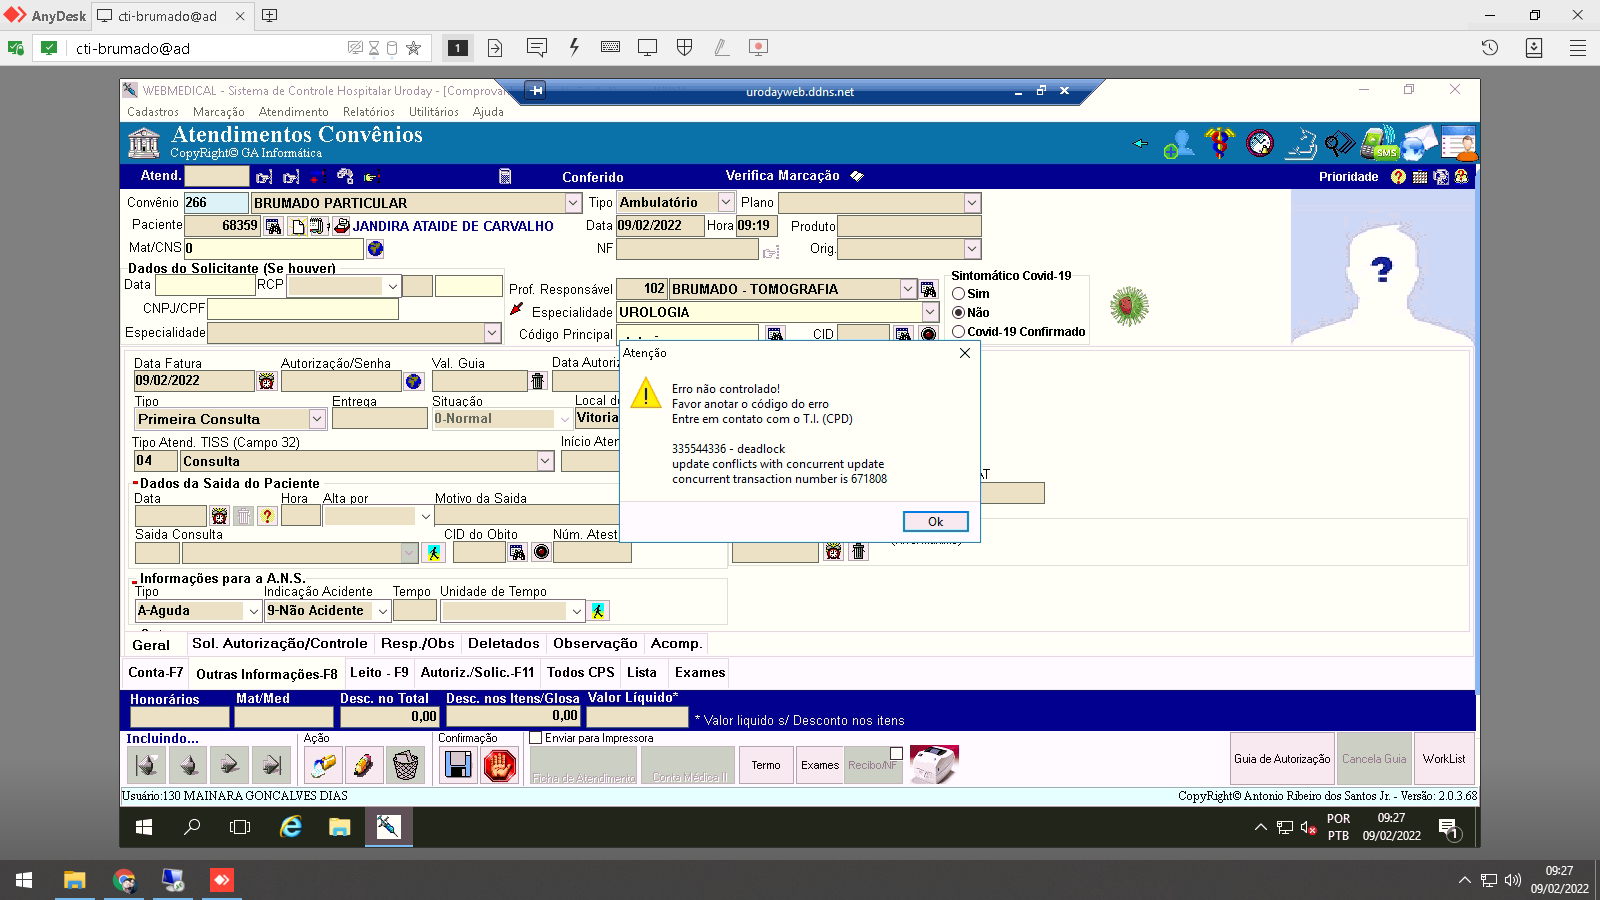 AnyDesk cti-brumado@ad
cti-brumado@ad 1
WEBMEDICAL - Sistema de Controle Hospitalar Uroday - [Comprovan urodayweb.ddns.net
Cadastros Marcação Atendimento Relatórios Utilitários Ajuda
Atendimentos Convênios
CopyRight© GA Informática
SMS
Atend. Conferido Verifica Marcação Prioridade
Convênio 266 BRUMADO PARTICULAR Tipo Ambulatório Plano
Paciente 68359 JANDIRA ATAIDE DE CARVALHO Data 09/02/2022 Hora 09:19 Produto
Mat/CNS 0 NF Orig.
Dados do Solicitante (Se houver)
Data RCP
CNPJ/CPF
Especialidade
Prof. Responsável 102 BRUMADO - TOMOGRAFIA
Especialidade UROLOGIA
Código Principal . . - CID
Sintomático Covid-19
Sim
Não
Covid-19 Confirmado
?
Data Fatura Autorização/Senha Val. Guia Data Autoriz
09/02/2022
Tipo Entrega Situação Local de
Primeira Consulta 0-Normal Vitoria
Tipo Atend. TISS (Campo 32) Início Aten
04 Consulta
Dados da Saida do Paciente
Data Hora Alta por Motivo da Saida
Saida Consulta CID do Obito Núm. Atest
Informações para a A.N.S.
Tipo Indicação Acidente Tempo Unidade de Tempo
A-Aguda 9-Não Acidente
Atenção
Erro não controlado!
Favor anotar o código do erro
Entre em contato com o T.I. (CPD)
335544336 - deadlock
update conflicts with concurrent update
concurrent transaction number is 671808
Ok
AT
Geral Sol. Autorização/Controle Resp./Obs Deletados Observação Acomp.
Conta-F7 Outras Informações-F8 Leito - F9 Autoriz./Solic.-F11 Todos CPS Lista Exames
Honorários Mat/Med Desc. no Total Desc. nos Itens/Glosa Valor Líquido*
0,00 0,00 * Valor liquido s/ Desconto nos itens
Incluindo... Ação Confirmação Enviar para Impressora
Ficha de Atendimento Conta Médica II Termo Exames Recibo/NF Guia de Autorização Cancela Guia WorkList
Usuário:130 MAINARA GONCALVES DIAS CopyRight© Antonio Ribeiro dos Santos Jr. - Versão: 2.0.3.68
POR 09:27
PTB 09/02/2022 1
09:27
09/02/2022